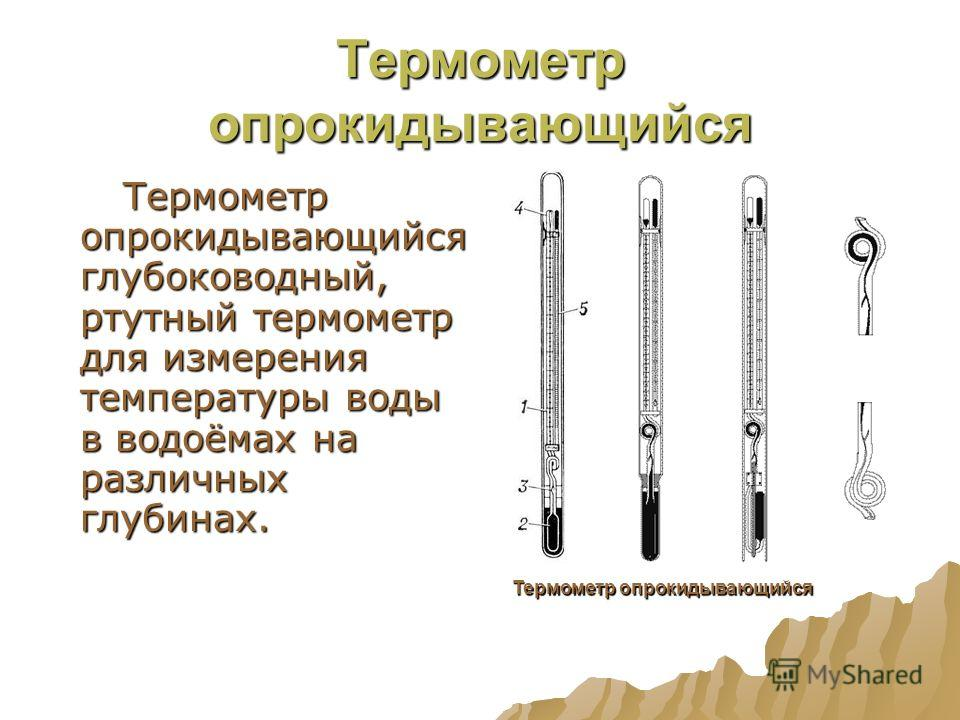 Термометр
опрокидывающийся
Термометр
опрокидывающийся
глубоководный,
ртутный термометр
для измерения
температуры воды
в водоёмах на
различных
глубинах.
4
5
1
3
2
Термометр опрокидывающийся
MyShared